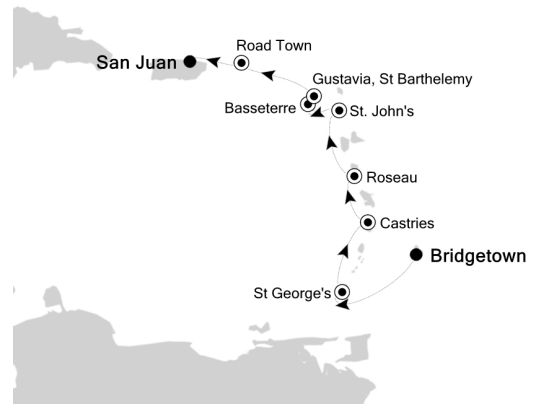 Road Town
San Juan
Gustavia, St Barthelemy
Basseterre
St. John's
Roseau
Castries
Bridgetown
St George's